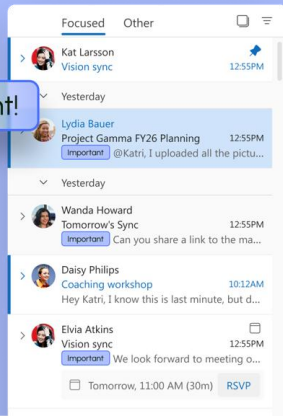 Focused Other
Kat Larsson
Vision sync 12:55PM
nt!
Yesterday
Lydia Bauer
Project Gamma FY26 Planning 12:55PM
Important @Katri, I uploaded all the pictu...
Yesterday
Wanda Howard
Tomorrow's Sync 12:55PM
Important Can you share a link to the ma...
Daisy Philips
Coaching workshop 10:12AM
Hey Katri, I know this is last minute, but d...
Elvia Atkins
Vision sync 12:55PM
Important We look forward to meeting o...
Tomorrow, 11:00 AM (30m) RSVP